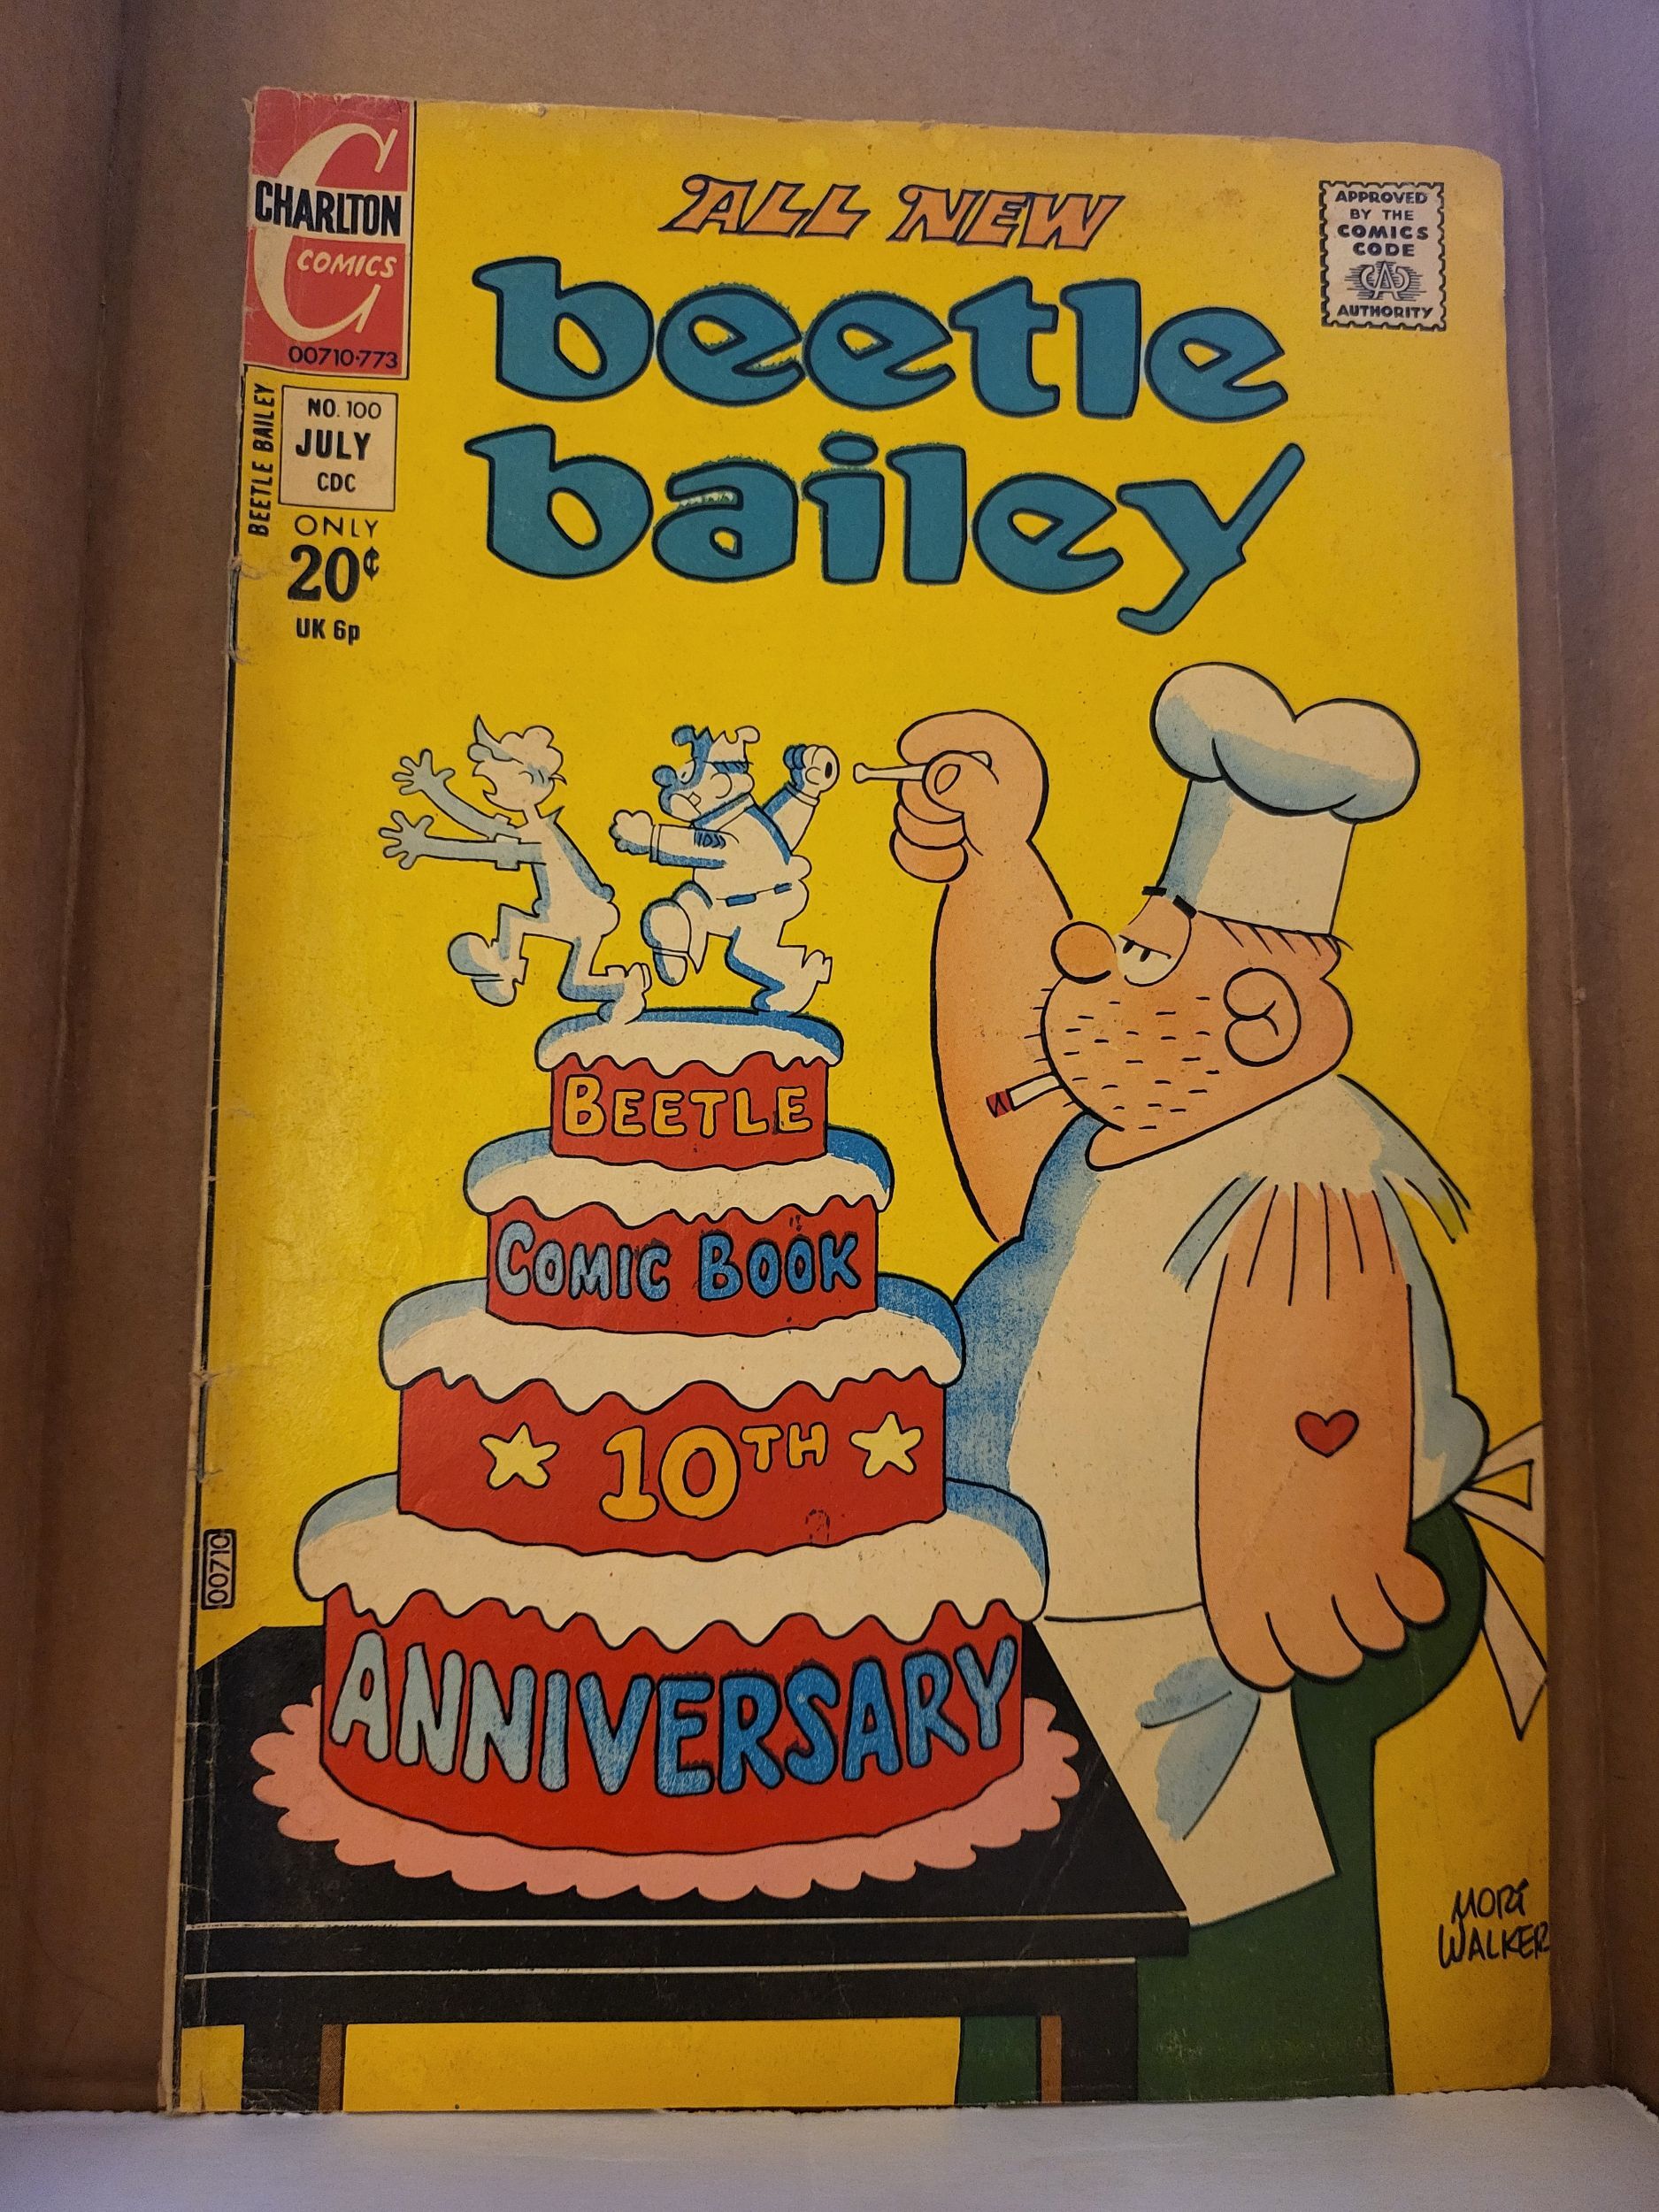 CHARLTON
COMICS
00710-773
BEETLE BAILEY
NO. 100
JULY
CDC
ONLY
20¢
UK 6p
ALL NEW
beetle
bailey
APPROVED
BY THE
COMICS
CODE
CA
AUTHORITY
BEETLE
COMIC BOOK
10TH
ANNIVERSARY
00710
MORT
WALKER